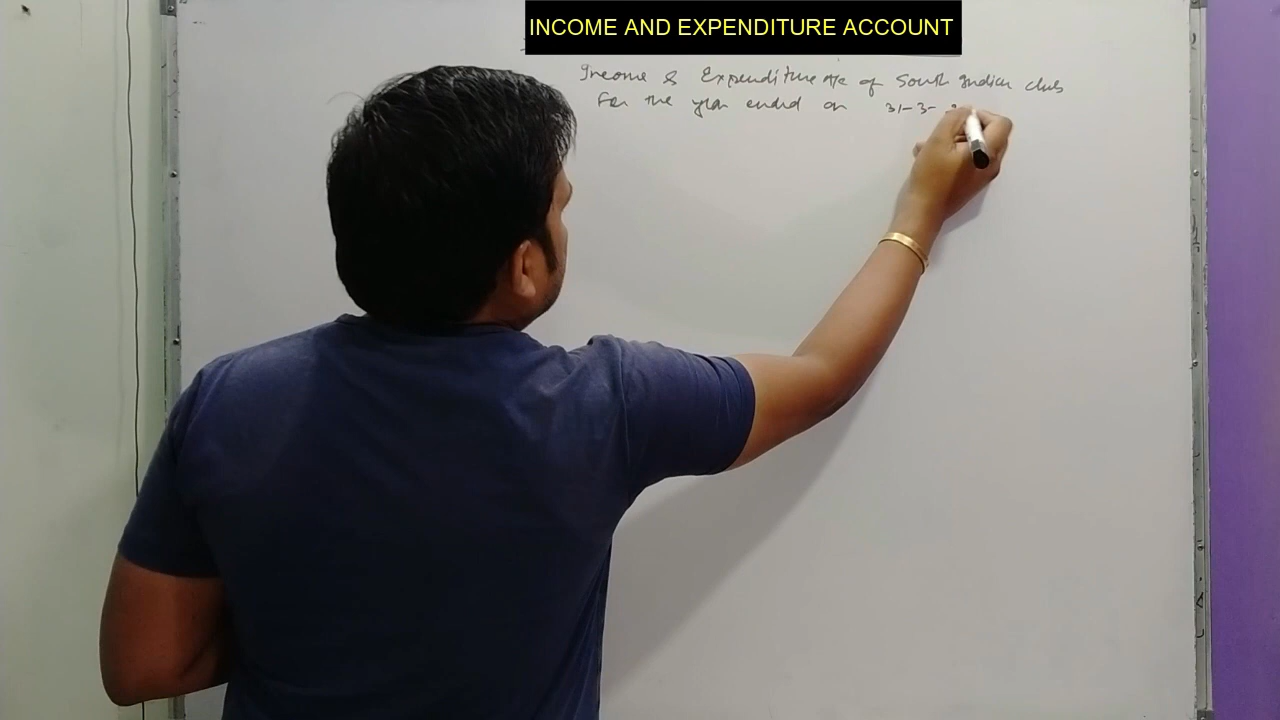 INCOME AND EXPENDITURE ACCOUNT
Income & Expenditure A/c of South Indian club
For the year ended on 31-3-